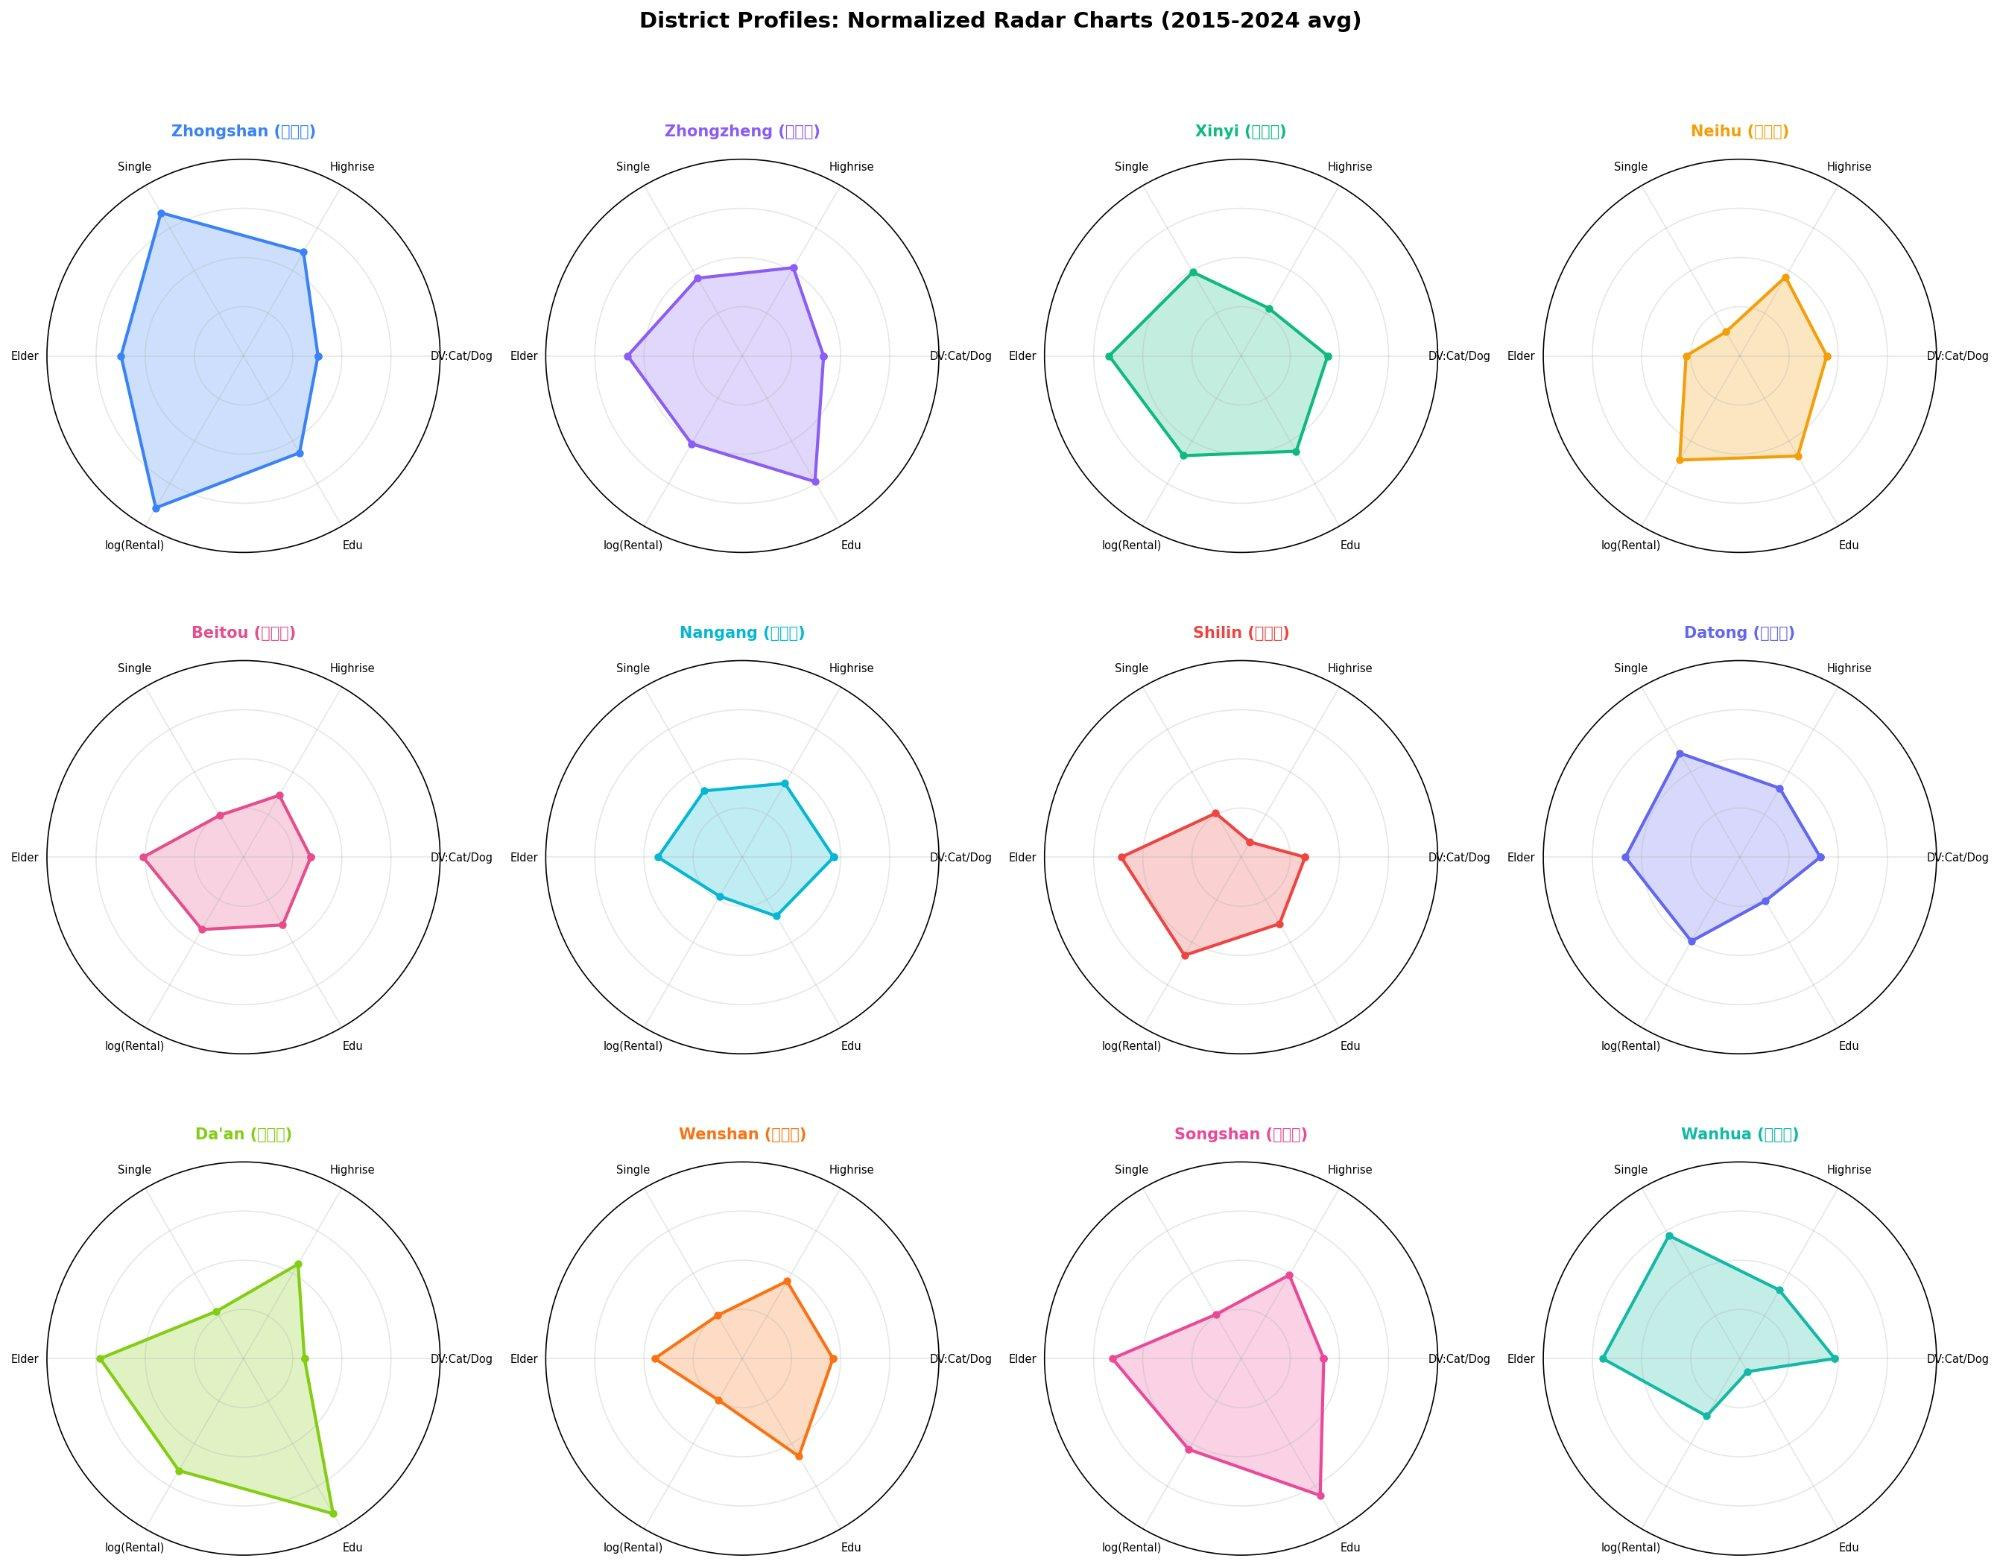 District Profiles: Normalized Radar Charts (2015-2024 avg)
Zhongshan (□□□)
Single
Highrise
Elder
DV:Cat/Dog
log(Rental)
Edu
Zhongzheng (□□□)
Single
Highrise
Elder
DV:Cat/Dog
log(Rental)
Edu
Xinyi (□□□)
Single
Highrise
Elder
DV:Cat/Dog
log(Rental)
Edu
Neihu (□□□)
Single
Highrise
Elder
DV:Cat/Dog
log(Rental)
Edu
Beitou (□□□)
Single
Highrise
Elder
DV:Cat/Dog
log(Rental)
Edu
Nangang (□□□)
Single
Highrise
Elder
DV:Cat/Dog
log(Rental)
Edu
Shilin (□□□)
Single
Highrise
Elder
DV:Cat/Dog
log(Rental)
Edu
Datong (□□□)
Single
Highrise
Elder
DV:Cat/Dog
log(Rental)
Edu
Da'an (□□□)
Single
Highrise
Elder
DV:Cat/Dog
log(Rental)
Edu
Wenshan (□□□)
Single
Highrise
Elder
DV:Cat/Dog
log(Rental)
Edu
Songshan (□□□)
Single
Highrise
Elder
DV:Cat/Dog
log(Rental)
Edu
Wanhua (□□□)
Single
Highrise
Elder
DV:Cat/Dog
log(Rental)
Edu